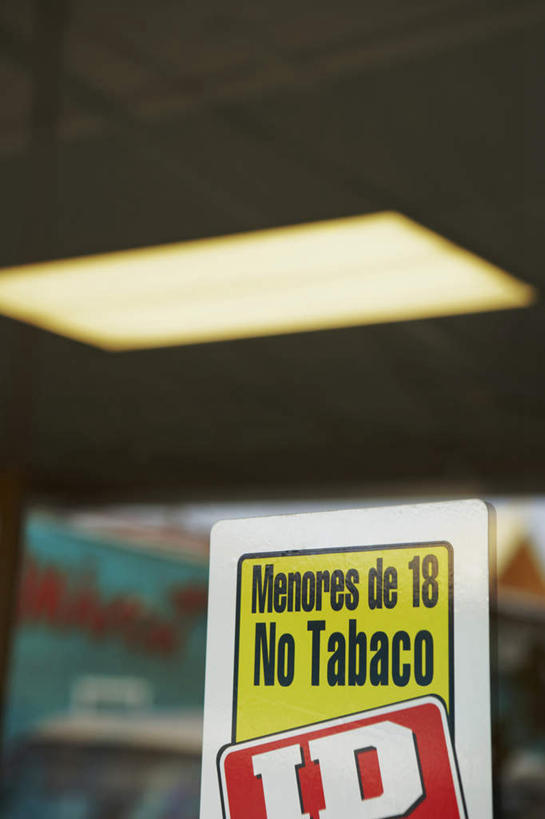 Menores de 18
No Tabaco
ID